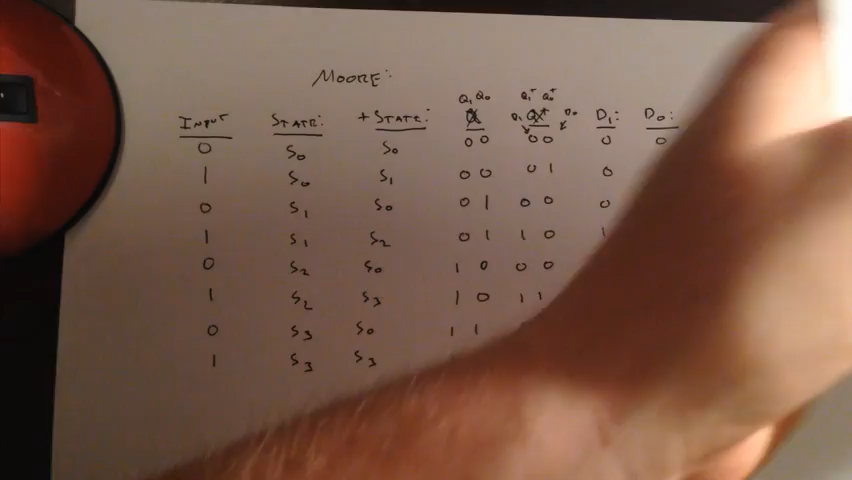 MOORE:
Q₁ Q₀ Q₁⁺ Q₀⁺
INPUT STATE: + STATE: D₁ D₀ D₁: D₀:
0 S₀ S₀ 0 0 0 0 0 0
1 S₀ S₁ 0 0 0 1 0
0 S₁ S₀ 0 1 0 0 0
1 S₁ S₂ 0 1 1 0 1
0 S₂ S₀ 1 0 0 0
1 S₂ S₃ 1 0 1 1
0 S₃ S₀ 1 1
1 S₃ S₃